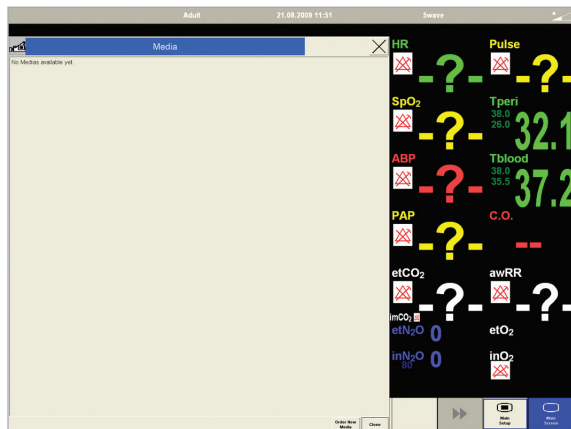 Adult 21.08.2009 11:51 5wave
Media
No Medias available yet.
HR Pulse
-?- -?-
SpO2 Tperi
-?- 38.0 26.0 32.1
ABP Tblood
-?- 38.0 35.5 37.2
PAP C.O.
-?- --
etCO2 awRR
-?- -?-
imCO2
etN2O 0 etO2
inN2O 0 inO2
80
Order New Media Close Main Setup Main Screen